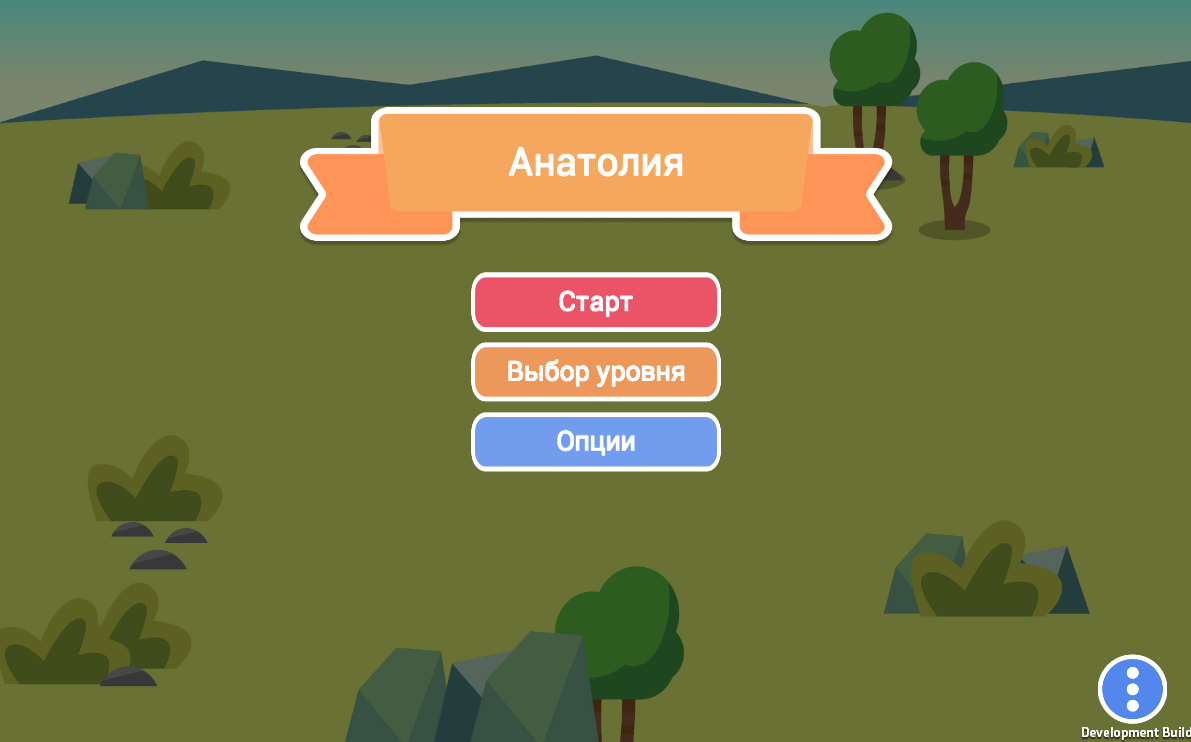 Анатолия
Старт
Выбор уровня
Опции
Development Build